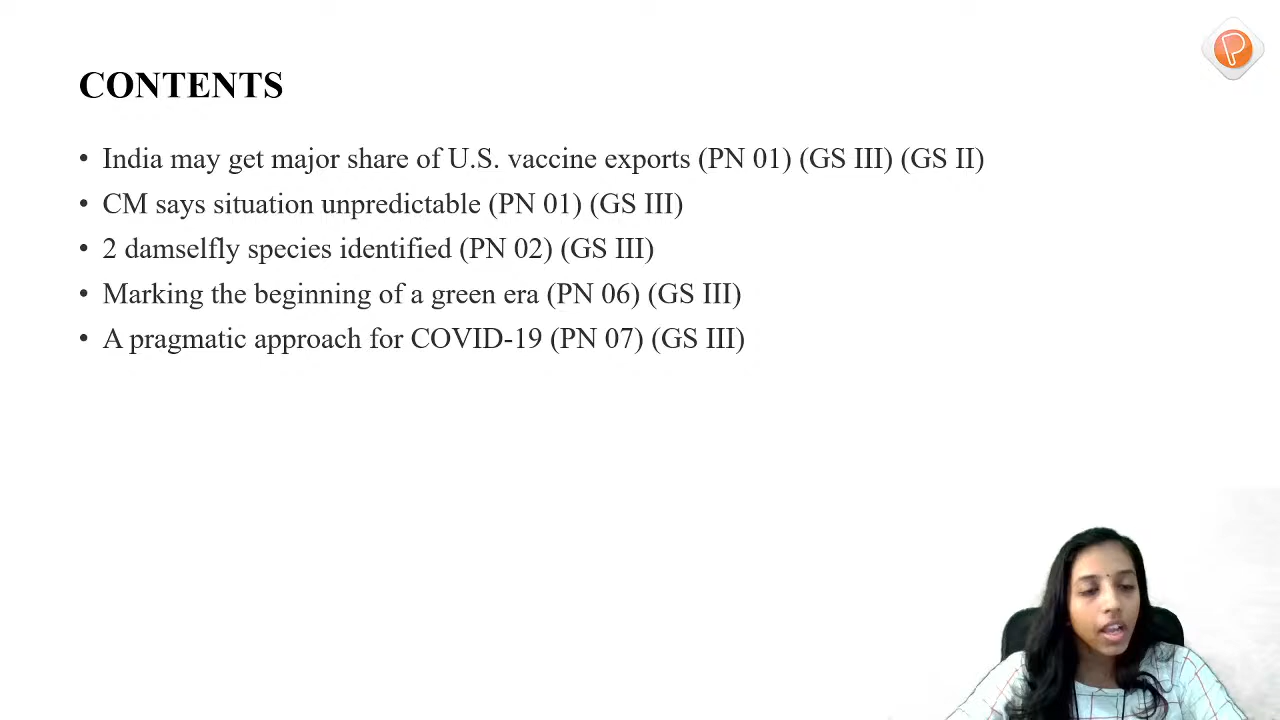 CONTENTS
• India may get major share of U.S. vaccine exports (PN 01) (GS III) (GS II)
• CM says situation unpredictable (PN 01) (GS III)
• 2 damselfly species identified (PN 02) (GS III)
• Marking the beginning of a green era (PN 06) (GS III)
• A pragmatic approach for COVID-19 (PN 07) (GS III)
P